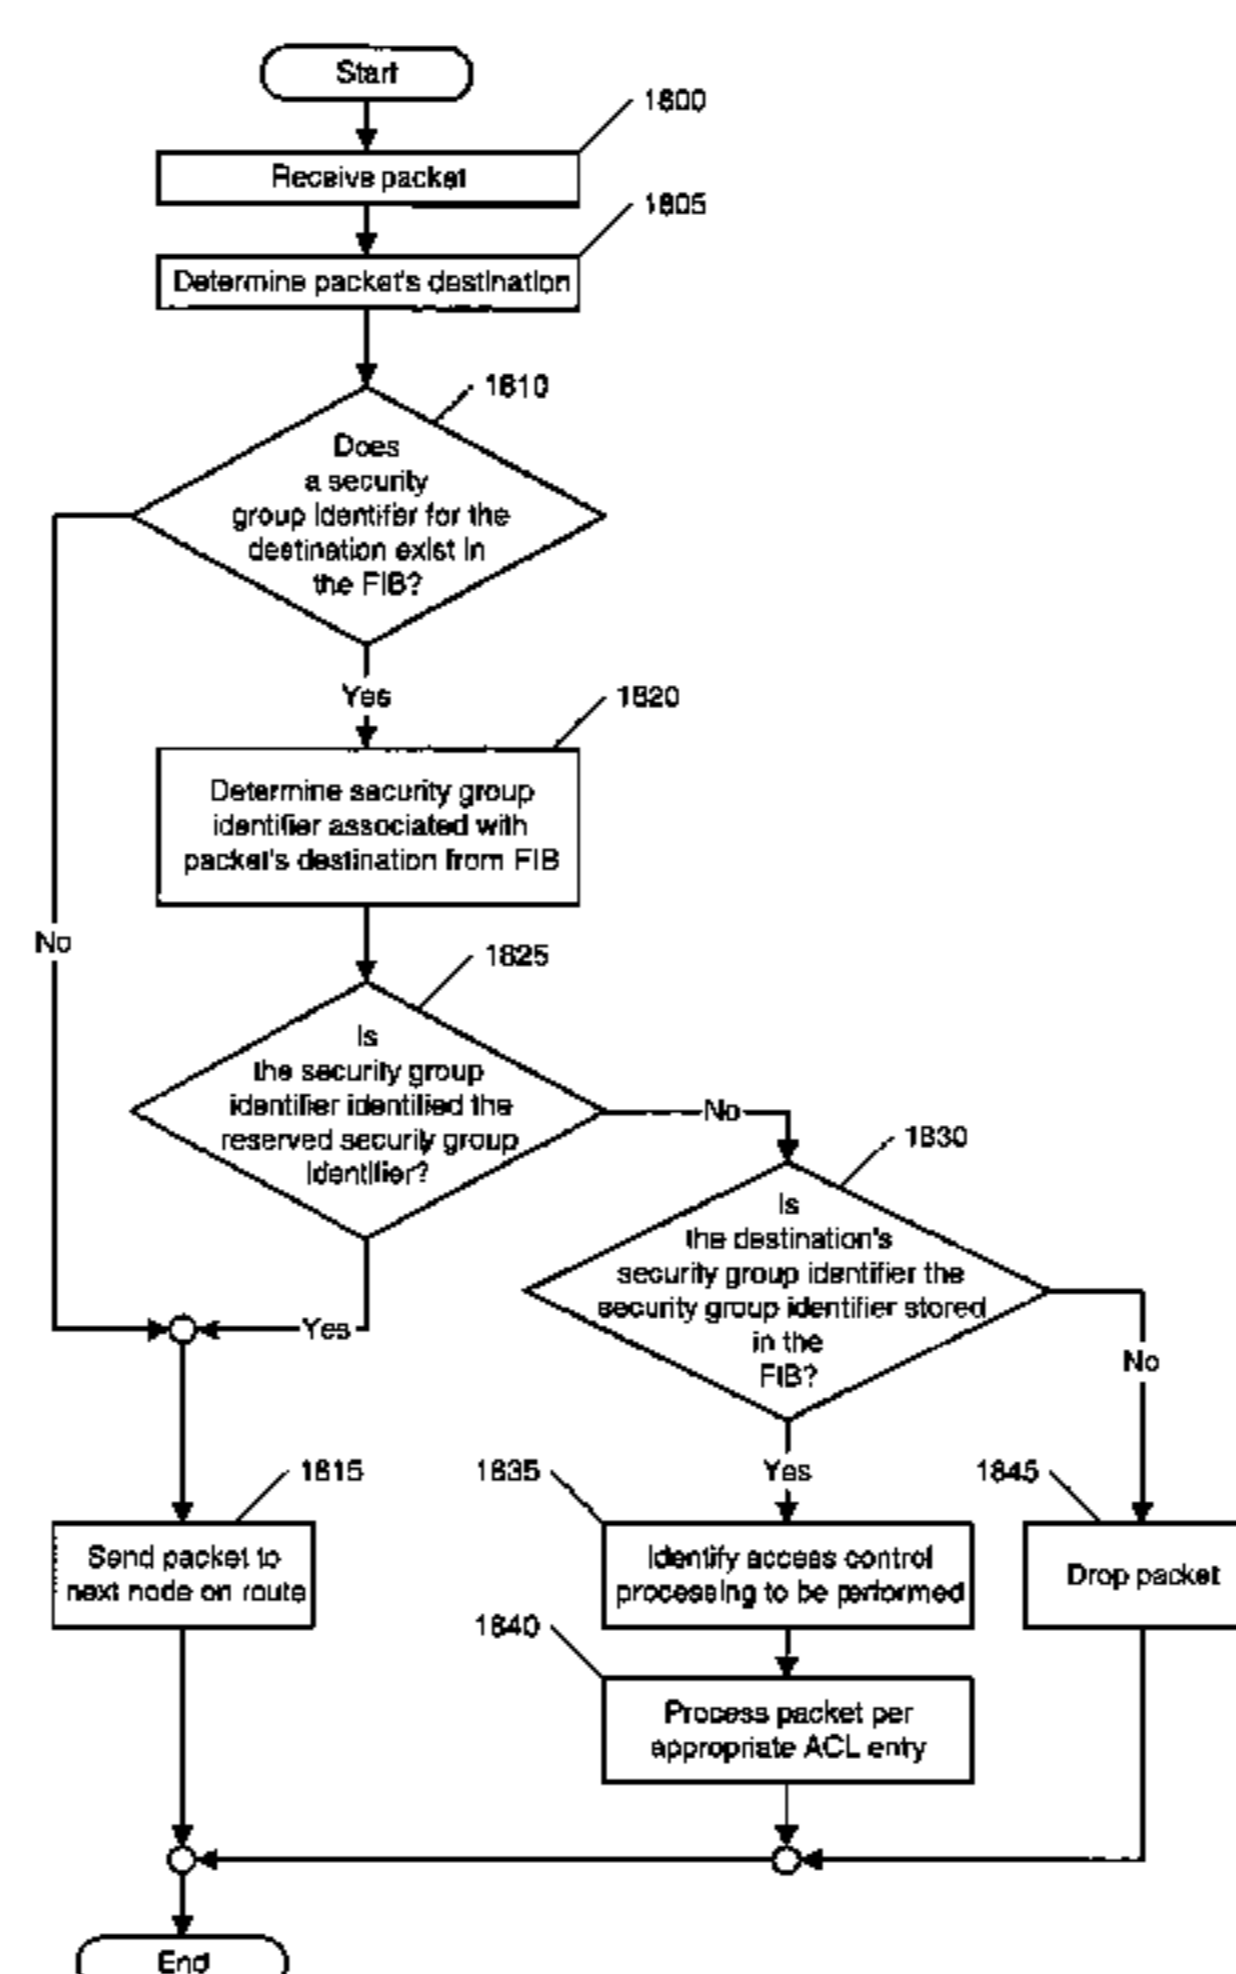 Start
1800
Receive packet
1805
Determine packet's destination
1810
Does
a security
group identifer for the
destination exist in
the FIB?
Yes
1820
Determine security group
identifier associated with
packet's destination from FIB
No
1825
Is
the security group
identifier identified the
reserved security group
identifier?
No
1830
Is
the destination's
security group identifier the
security group identifier stored
in the
FIB?
Yes
No
1815
1835
Yes
1845
Send packet to
next node on route
Identify access control
processing to be performed
Drop packet
1840
Process packet per
appropriate ACL entry
End